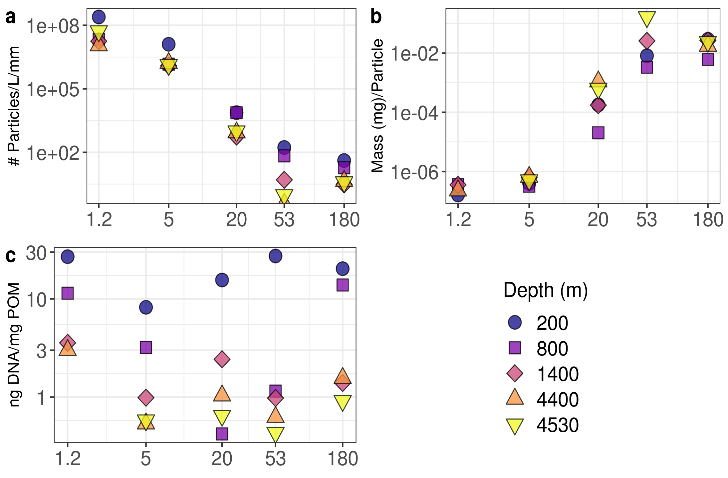 a
# Particles/L/mm
1e+08
1e+05
1e+02
1.2 5 20 53 180
b
Mass (mg)/Particle
1e-02
1e-04
1e-06
1.2 5 20 53 180
c
ng DNA/mg POM
30
10
3
1
1.2 5 20 53 180
Depth (m)
200
800
1400
4400
4530